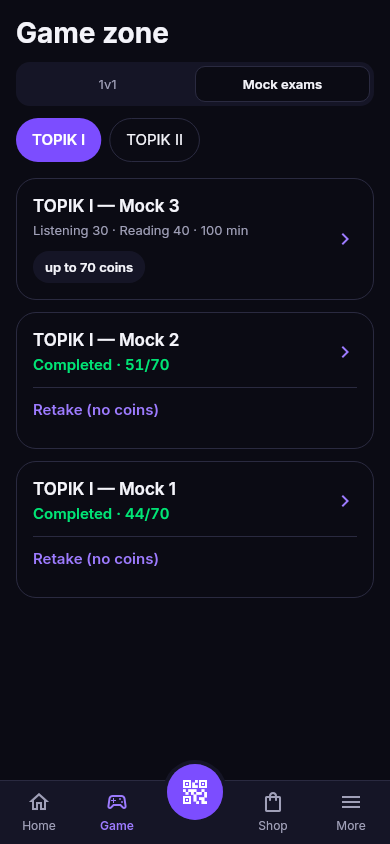 Game zone
1v1
Mock exams
TOPIK I
TOPIK II
TOPIK I — Mock 3
Listening 30 · Reading 40 · 100 min
up to 70 coins
TOPIK I — Mock 2
Completed · 51/70
Retake (no coins)
TOPIK I — Mock 1
Completed · 44/70
Retake (no coins)
Home
Game
Shop
More